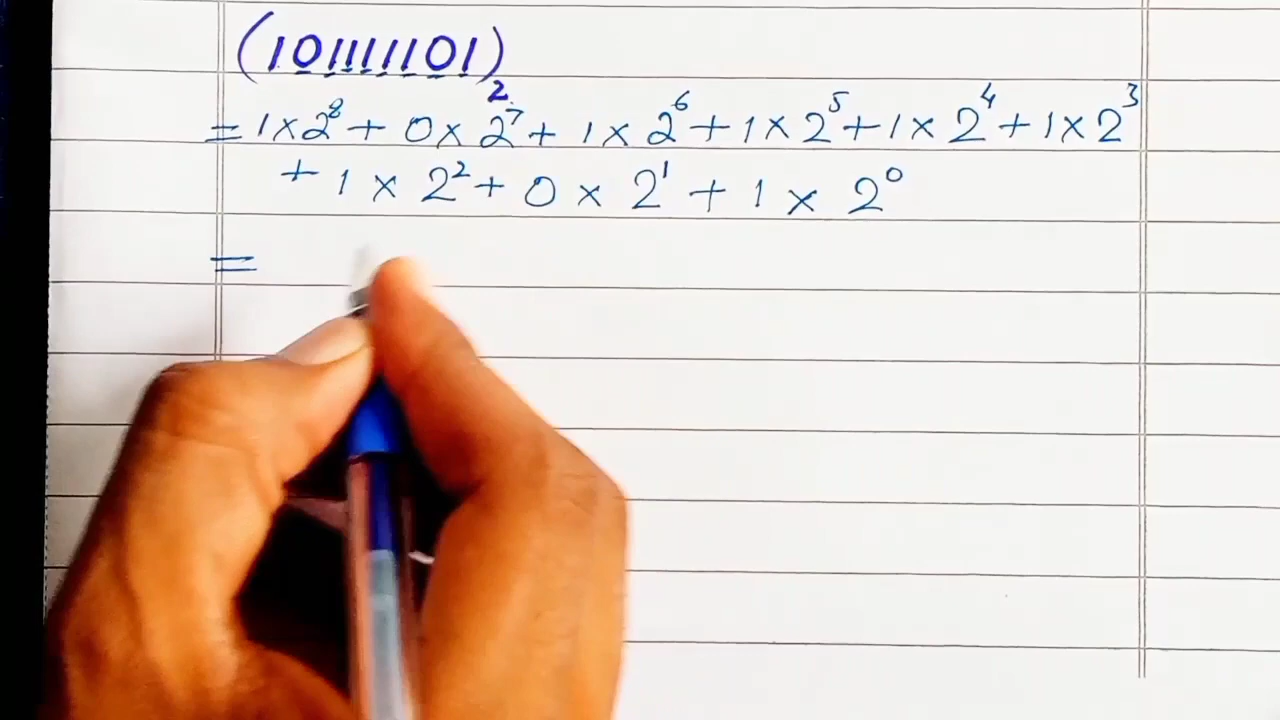 (101111101)₂
= 1 × 2⁸ + 0 × 2⁷ + 1 × 2⁶ + 1 × 2⁵ + 1 × 2⁴ + 1 × 2³
+ 1 × 2² + 0 × 2¹ + 1 × 2⁰
=